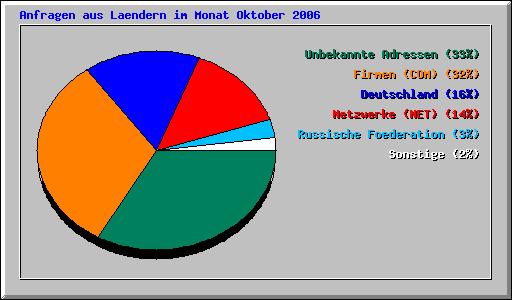 Anfragen aus Laendern im Monat Oktober 2006
Unbekannte Adressen (33%)
Firmen (COM) (32%)
Deutschland (16%)
Netzwerke (NET) (14%)
Russische Foederation (3%)
Sonstige (2%)